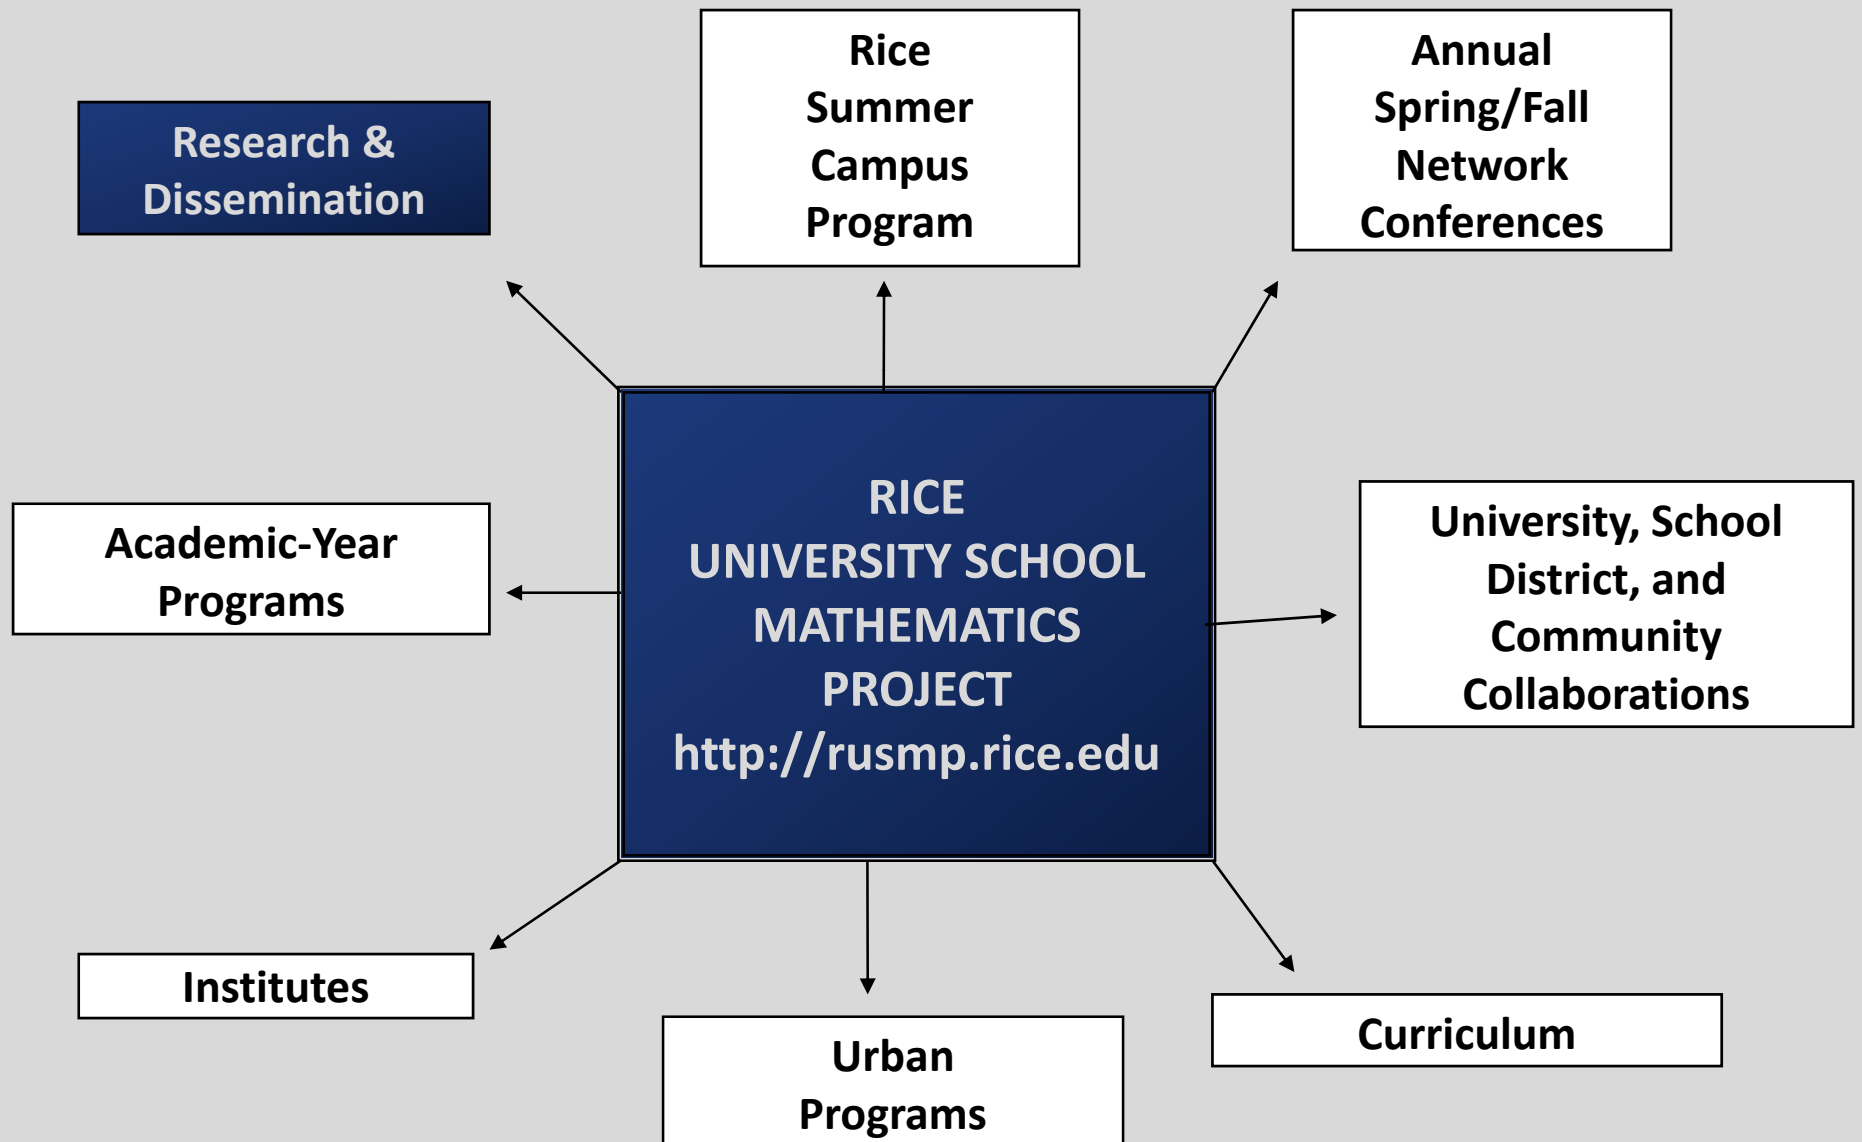 Rice
Summer
Campus
Program
Annual
Spring/Fall
Network
Conferences
Research &
Dissemination
RICE
UNIVERSITY SCHOOL
MATHEMATICS
PROJECT
http://rusmp.rice.edu
Academic-Year
Programs
University, School
District, and
Community
Collaborations
Institutes
Urban
Programs
Curriculum